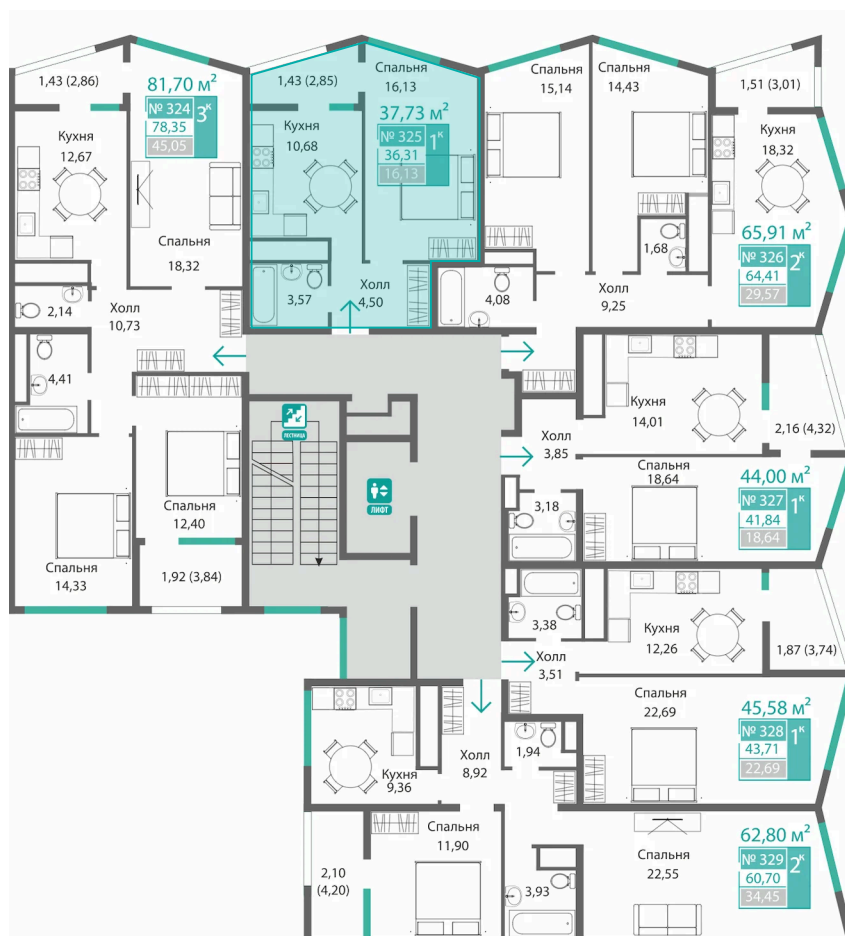 1,43 (2,86)
81,70 м²
№ 324
78,35
45,05
3к
Кухня
12,67
Спальня
18,32
2,14
Холл
10,73
4,41
Спальня
14,33
Спальня
12,40
1,92 (3,84)
1,43 (2,85)
Спальня
16,13
37,73 м²
№ 325
36,31
16,13
1к
Кухня
10,68
3,57
Холл
4,50
Спальня
15,14
Спальня
14,43
1,51 (3,01)
Кухня
18,32
65,91 м²
№ 326
64,41
29,57
2к
1,68
4,08
Холл
9,25
ЛЕСТНИЦА
ЛИФТ
Кухня
14,01
2,16 (4,32)
Холл
3,85
Спальня
18,64
44,00 м²
№ 327
41,84
18,64
1к
3,18
3,38
Кухня
12,26
1,87 (3,74)
Холл
3,51
Спальня
22,69
45,58 м²
№ 328
43,71
22,69
1к
Кухня
9,36
Холл
8,92
1,94
Спальня
11,90
2,10
(4,20)
3,93
Спальня
22,55
62,80 м²
№ 329
60,70
34,45
2к